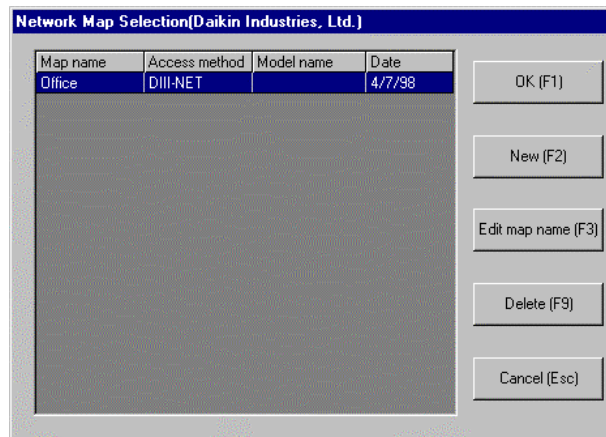 Network Map Selection(Daikin Industries, Ltd.)
Map name Access method Model name Date
Office DIII-NET 4/7/98
OK (F1)
New (F2)
Edit map name (F3)
Delete (F9)
Cancel (Esc)